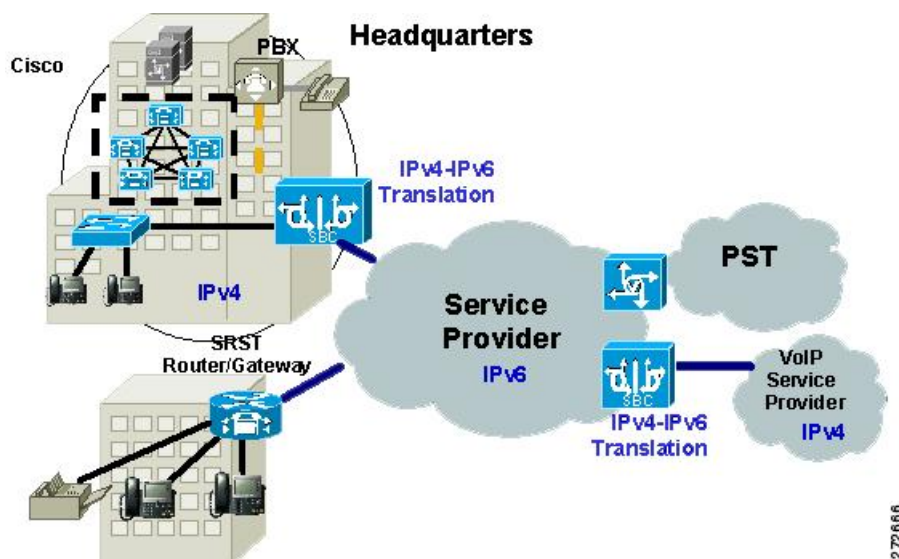 Headquarters
PBX
Cisco
IPv4-IPv6
Translation
SBC
IPv4
SRST
Router/Gateway
Service
Provider
IPv6
PST
V
SBC
IPv4-IPv6
Translation
VoIP
Service
Provider
IPv4
272666